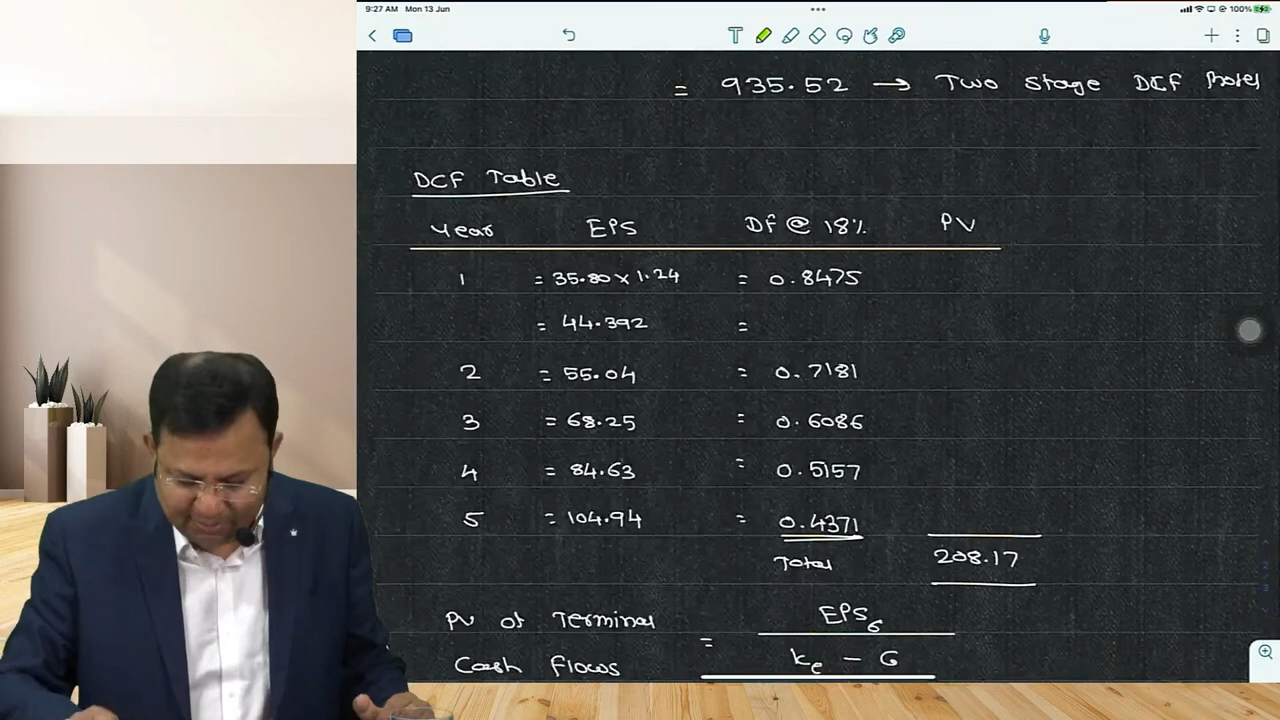 9:27 AM Mon 13 Jun
100%
= 935.52 → Two Stage DCF Model
DCF Table
Year EPS Df @ 18% PV
1 = 35.80 x 1.24 = 0.8475
= 44.392 =
2 = 55.04 = 0.7181
3 = 68.25 = 0.6086
4 = 84.63 = 0.5157
5 = 104.94 = 0.4371
Total 208.17
PV of Terminal
Cash flows
= EPS6
ke - G